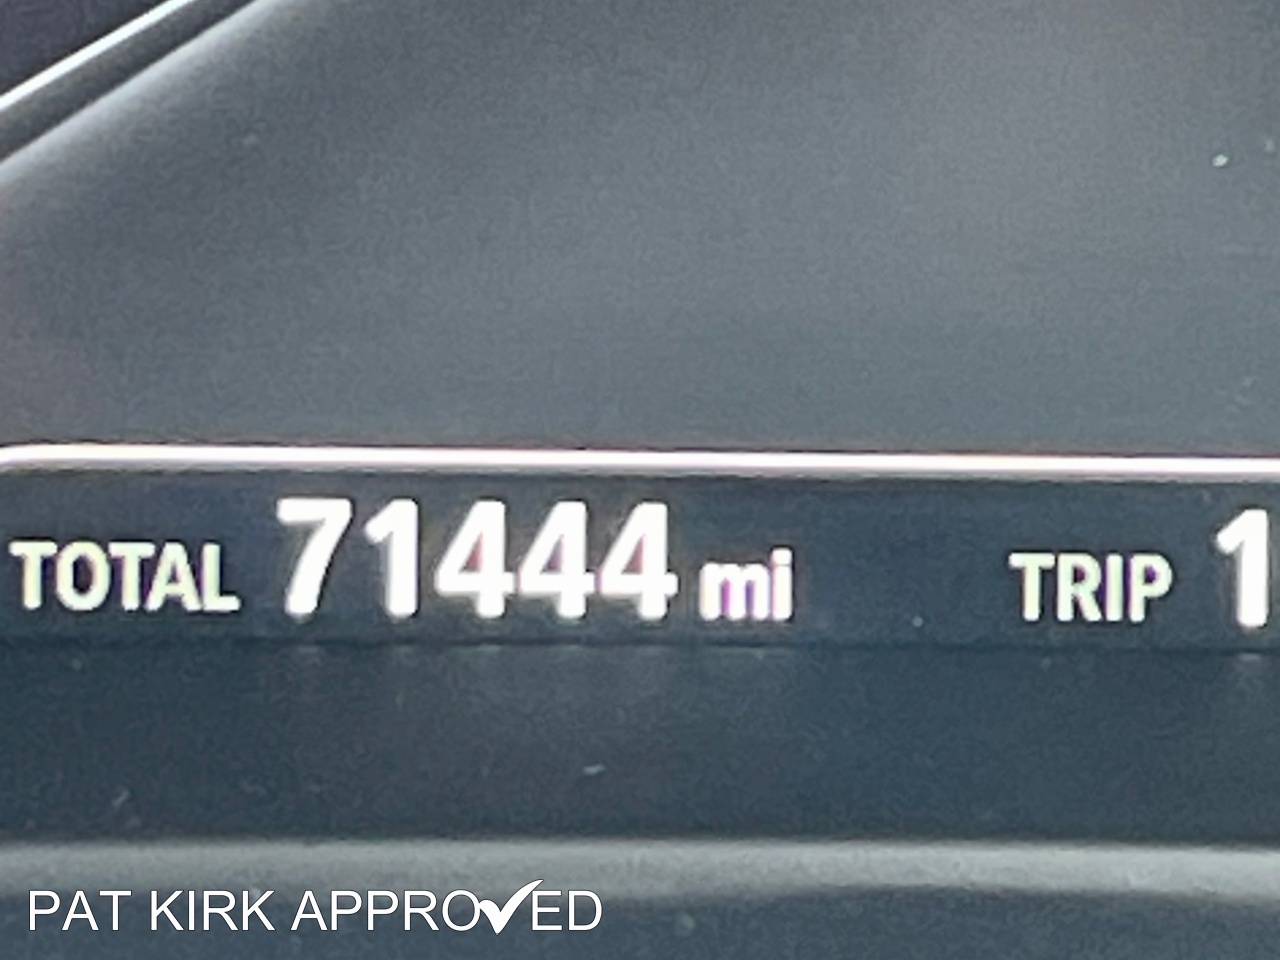 TOTAL 71444 mi TRIP 1
PAT KIRK APPROVED